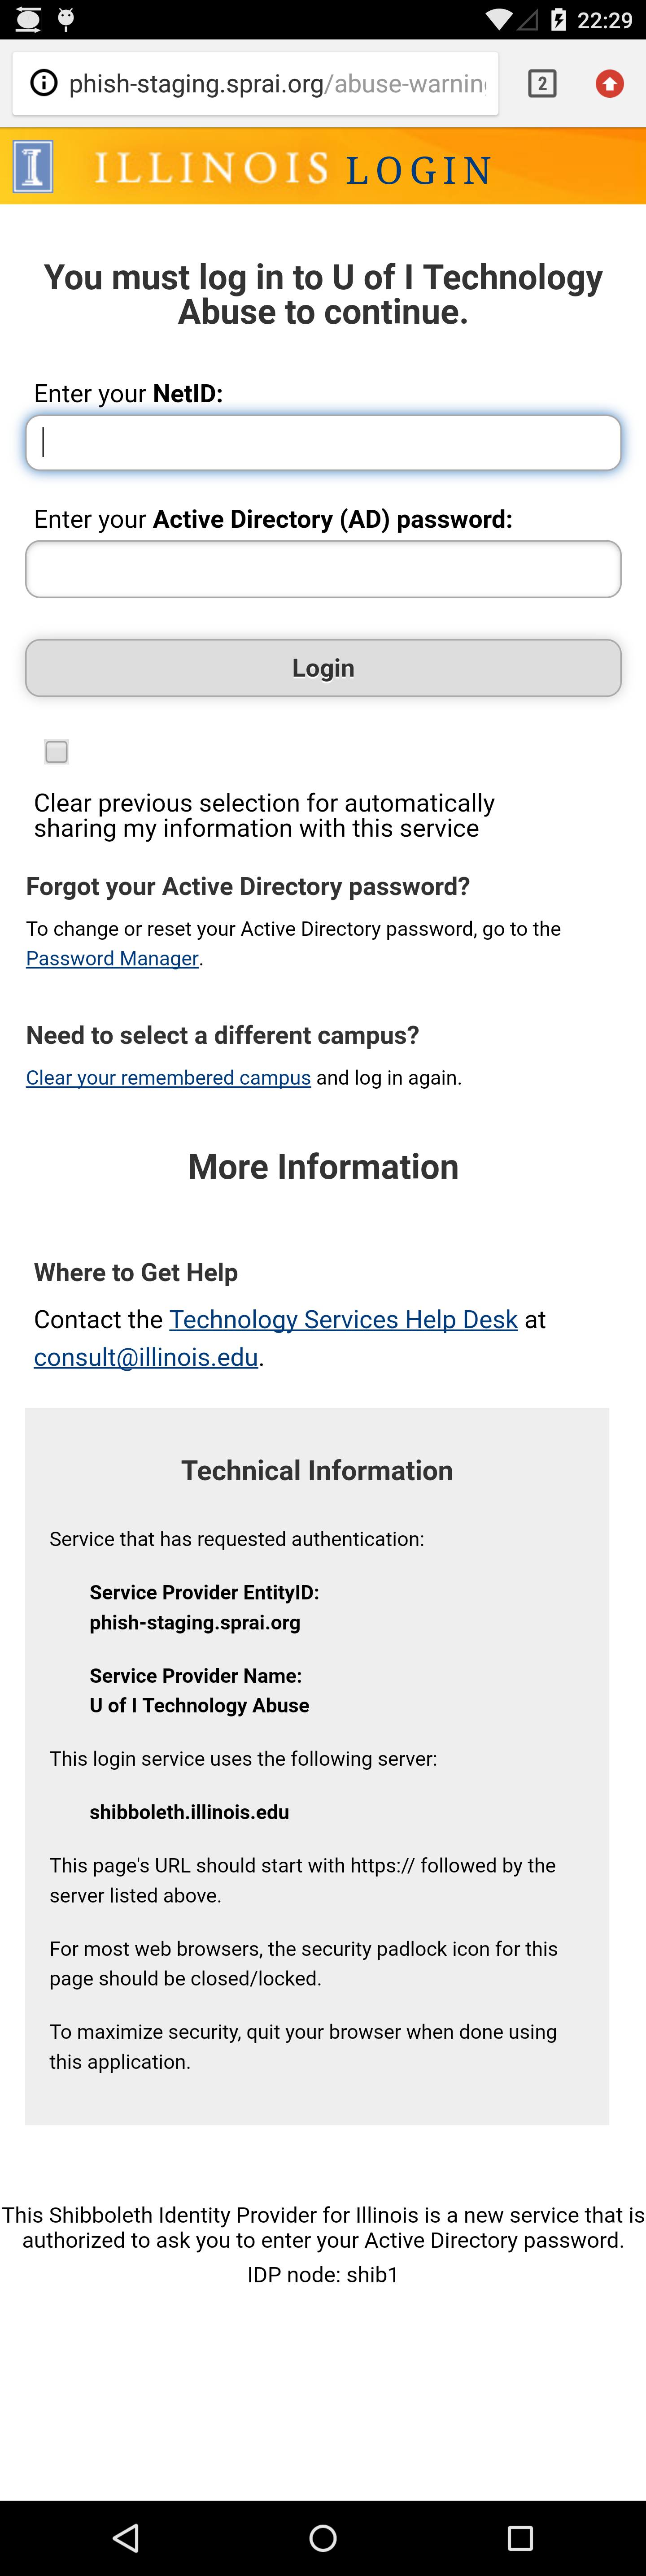 22:29
phish-staging.sprai.org/abuse-warnin
2
I ILLINOIS LOGIN
You must log in to U of I Technology
Abuse to continue.
Enter your NetID:
Enter your Active Directory (AD) password:
Login
Clear previous selection for automatically
sharing my information with this service
Forgot your Active Directory password?
To change or reset your Active Directory password, go to the
Password Manager.
Need to select a different campus?
Clear your remembered campus and log in again.
More Information
Where to Get Help
Contact the Technology Services Help Desk at
consult@illinois.edu.
Technical Information
Service that has requested authentication:
Service Provider EntityID:
phish-staging.sprai.org
Service Provider Name:
U of I Technology Abuse
This login service uses the following server:
shibboleth.illinois.edu
This page's URL should start with https:// followed by the
server listed above.
For most web browsers, the security padlock icon for this
page should be closed/locked.
To maximize security, quit your browser when done using
this application.
This Shibboleth Identity Provider for Illinois is a new service that is
authorized to ask you to enter your Active Directory password.
IDP node: shib1